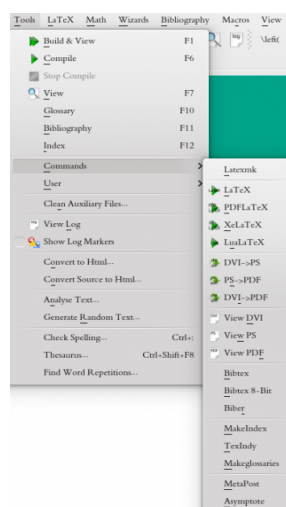 Tools LaTeX Math Wizards Bibliography Macros View
\left(
Build & View F1
Compile F6
Stop Compile
View F7
Glossary F10
Bibliography F11
Index F12
Commands
User
Clean Auxiliary Files...
View Log
Show Log Markers
Convert to Html...
Convert Source to Html...
Analyse Text...
Generate Random Text...
Check Spelling... Ctrl+:
Thesaurus... Ctrl+Shift+F8
Find Word Repetitions...
Latexmk
LaTeX
PDFLaTeX
XeLaTeX
LuaLaTeX
DVI->PS
PS->PDF
DVI->PDF
View DVI
View PS
View PDF
Bibtex
Bibtex 8-Bit
Biber
MakeIndex
TexIndy
Makeglossaries
MetaPost
Asymptote